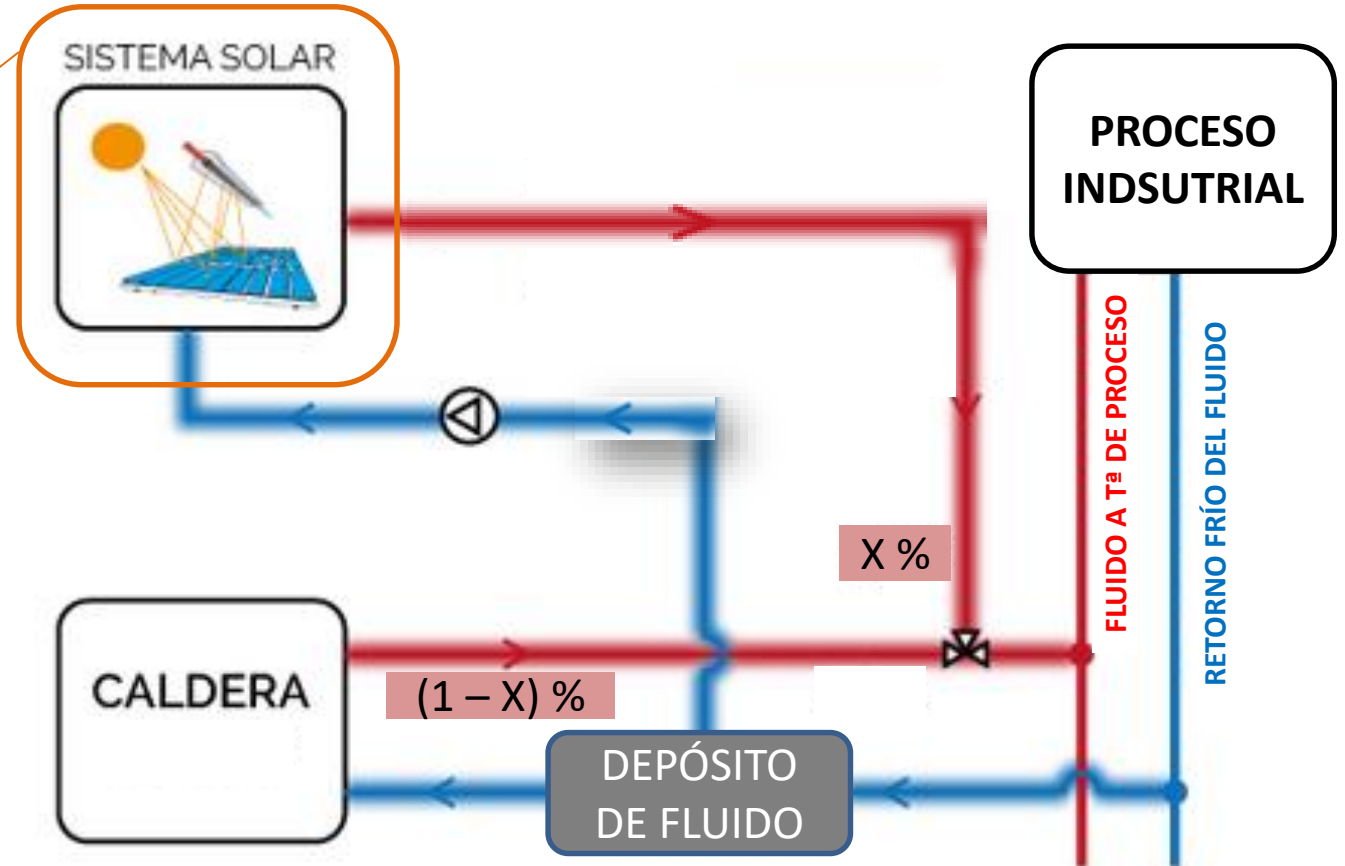 SISTEMA SOLAR
PROCESO
INDSUTRIAL
FLUIDO A Tª DE PROCESO
RETORNO FRÍO DEL FLUIDO
X %
CALDERA
(1 – X) %
DEPÓSITO
DE FLUIDO